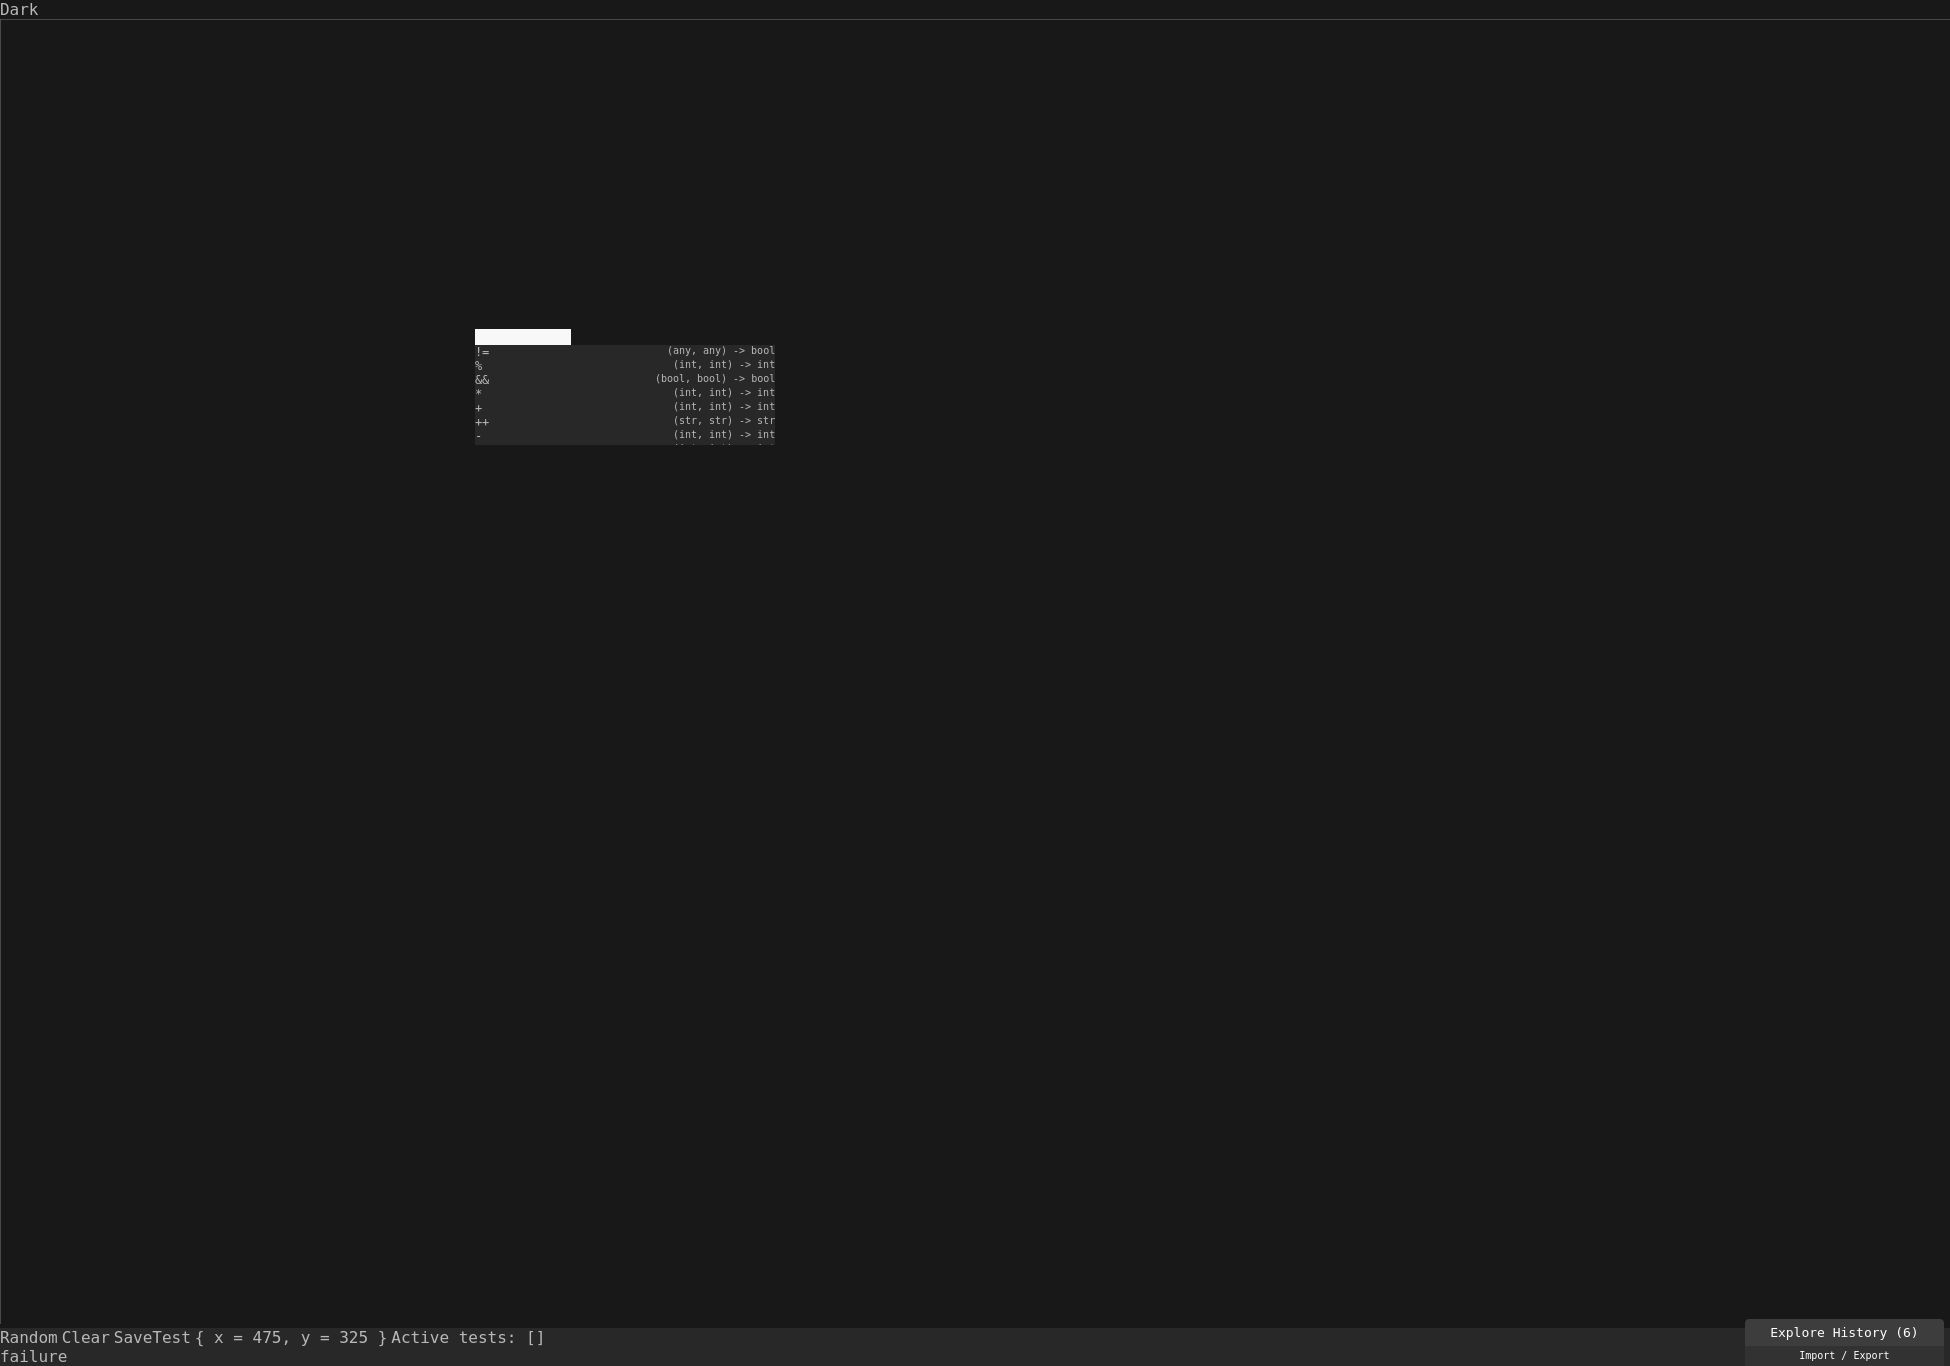 Dark
!= (any, any) -> bool
% (int, int) -> int
&& (bool, bool) -> bool
* (int, int) -> int
+ (int, int) -> int
++ (str, str) -> str
- (int, int) -> int
Random Clear SaveTest { x = 475, y = 325 } Active tests: []
failure
Explore History (6)
Import / Export